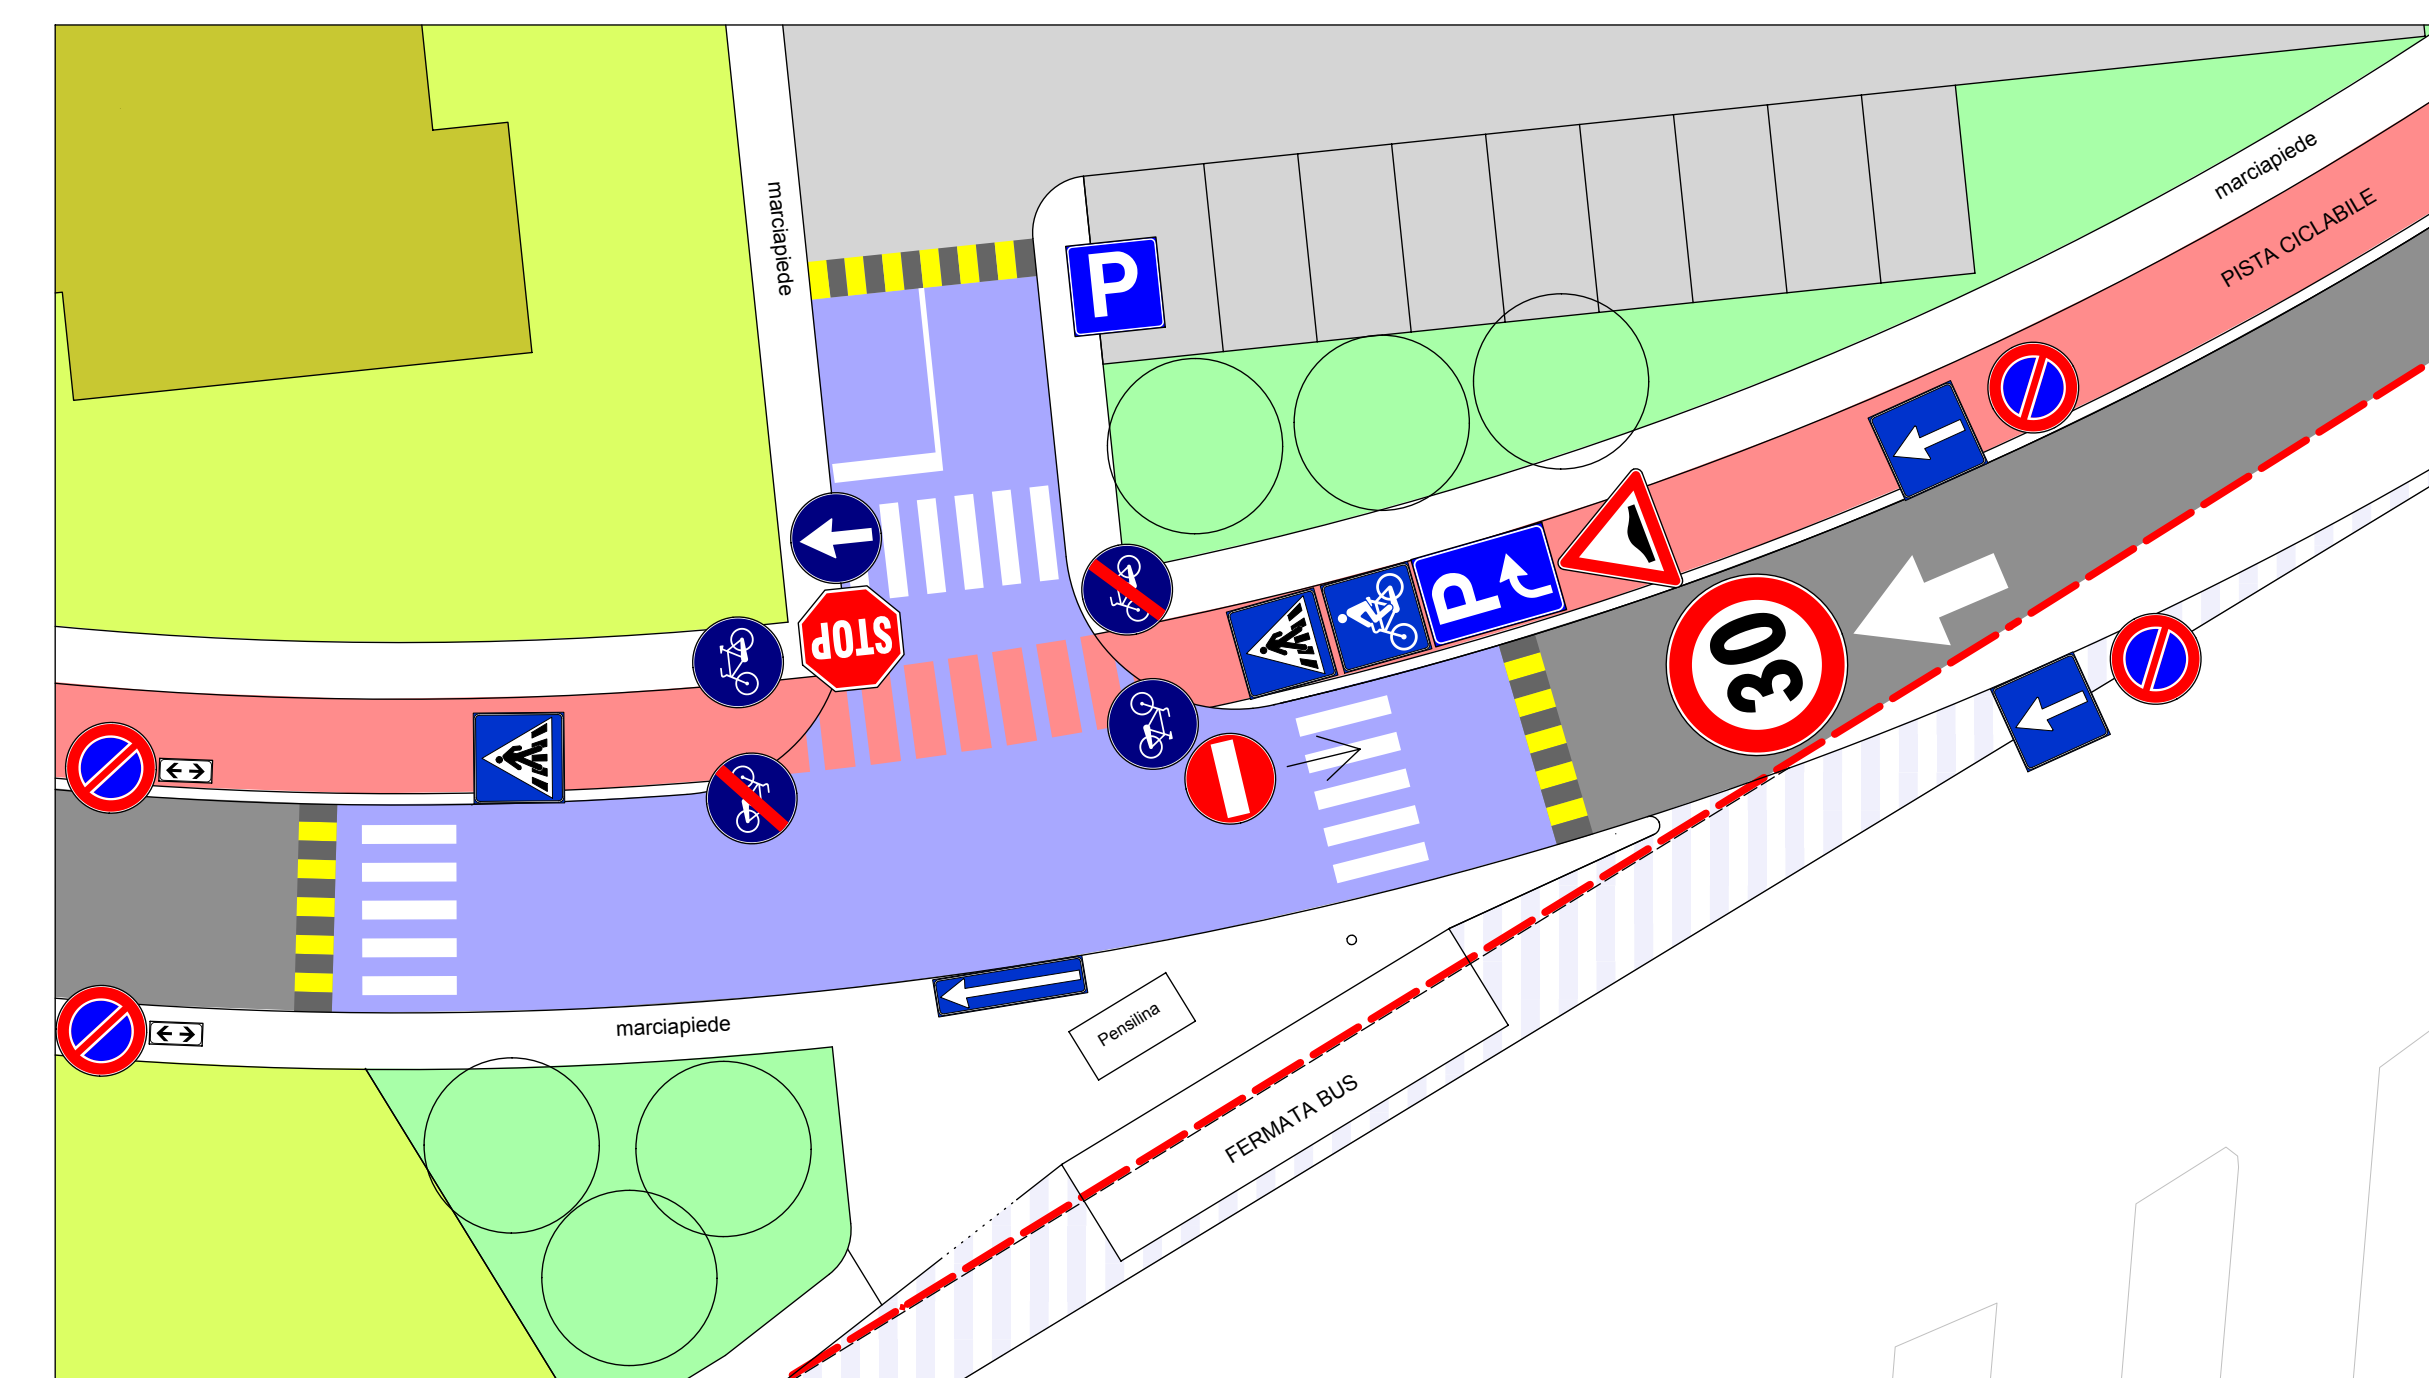 marciapiede
PISTA CICLABILE
marciapiede
P
P
STOP
30
marciapiede
Pensilina
FERMATA BUS